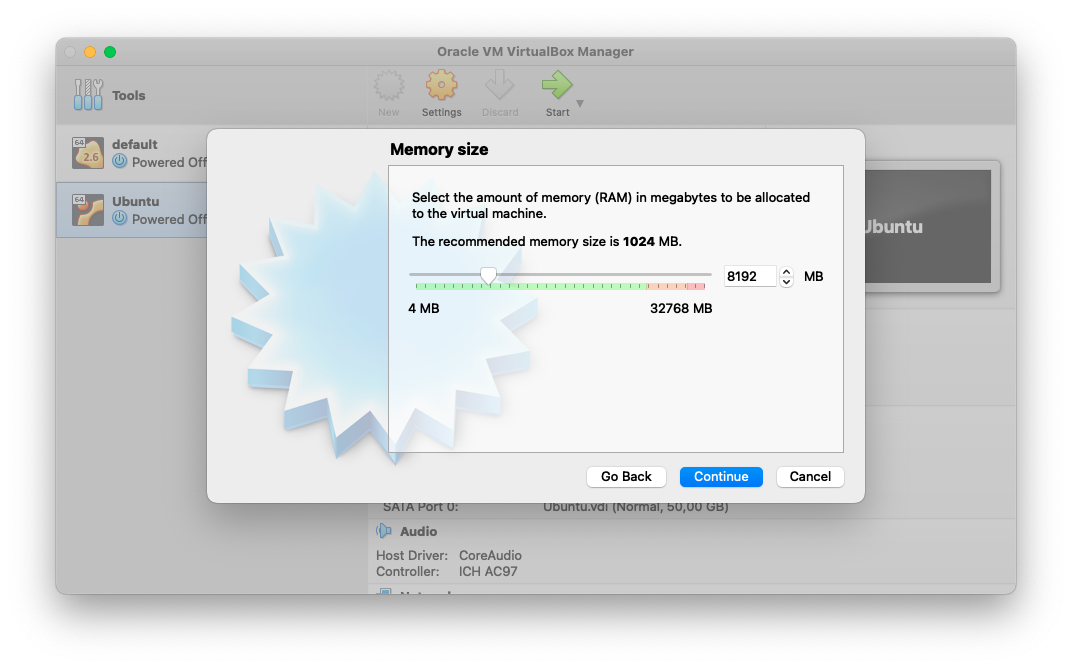 Oracle VM VirtualBox Manager
Tools
New
Settings
Discard
Start
64
2.6
default
Powered Off
64
Ubuntu
Powered Off
Ubuntu
Memory size
Select the amount of memory (RAM) in megabytes to be allocated
to the virtual machine.
The recommended memory size is 1024 MB.
8192 MB
4 MB 32768 MB
Go Back
Continue
Cancel
SATA Port 0: Ubuntu.vdi (Normal, 50,00 GB)
Audio
Host Driver: CoreAudio
Controller: ICH AC97